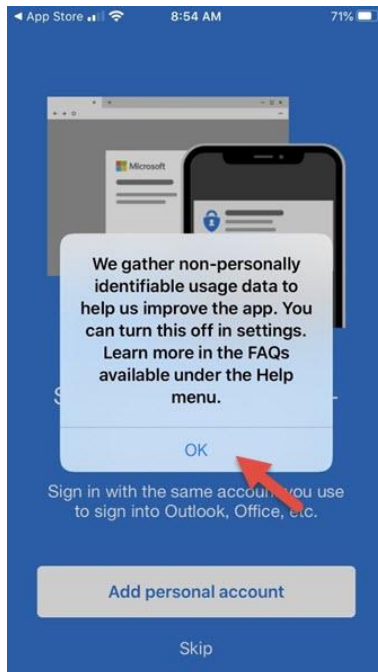 App Store 8:54 AM 71%
Microsoft
We gather non-personally
identifiable usage data to
help us improve the app. You
can turn this off in settings.
Learn more in the FAQs
available under the Help
menu.
OK
Sign in with the same account you use
to sign into Outlook, Office, etc.
Add personal account
Skip